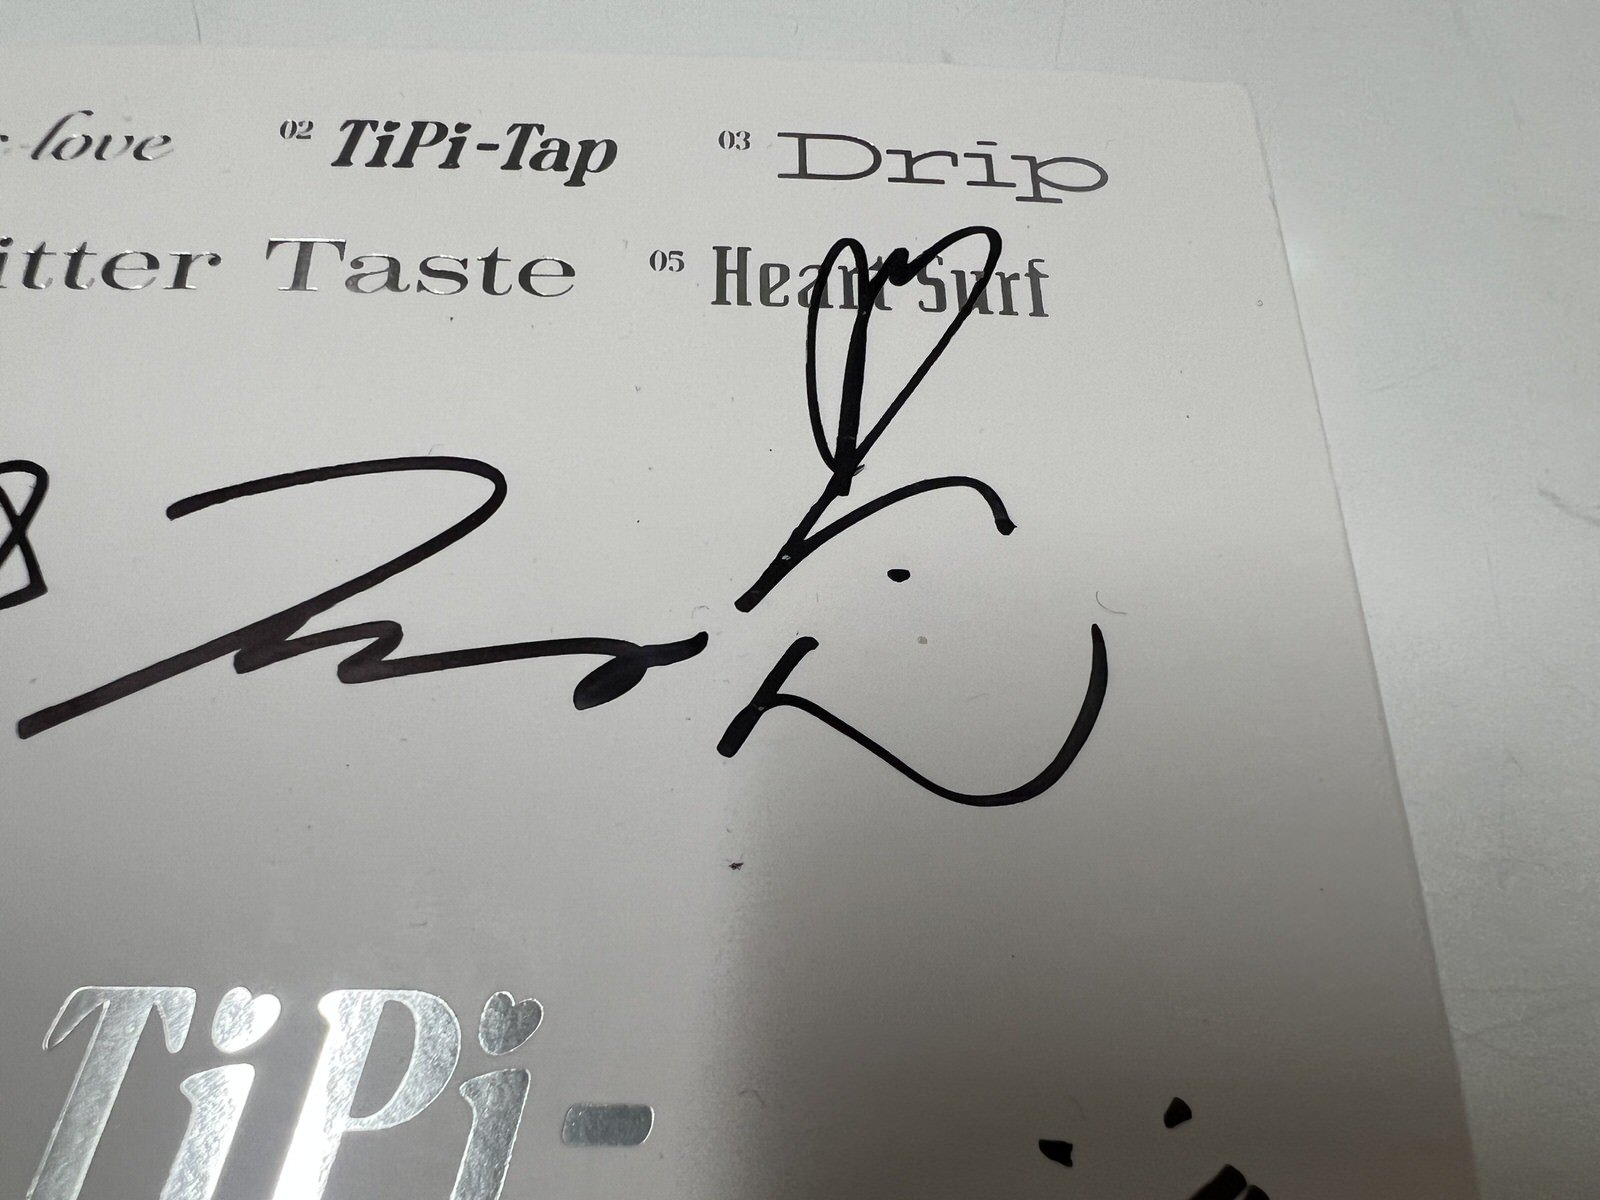 love 02 TiPi-Tap 03 Drip
itter Taste 05 Heart Surf
TiPi-